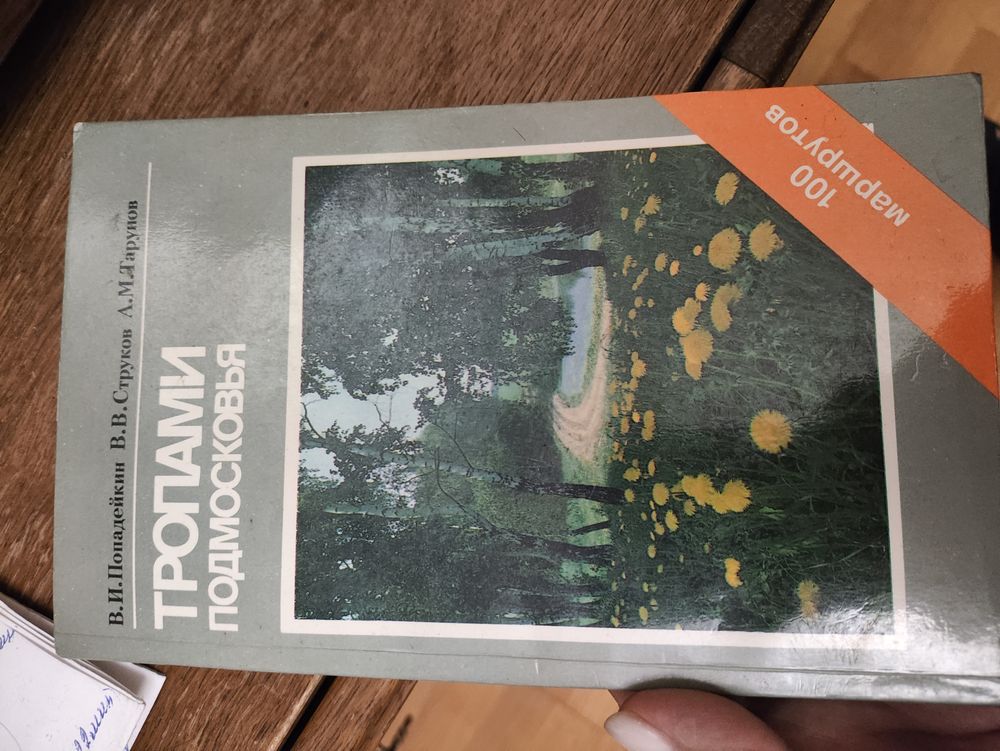 В.И.Попадейкин В.В.Струков А.М.Тарунов
ТРОПАМИ
ПОДМОСКОВЬЯ
100
маршрутов